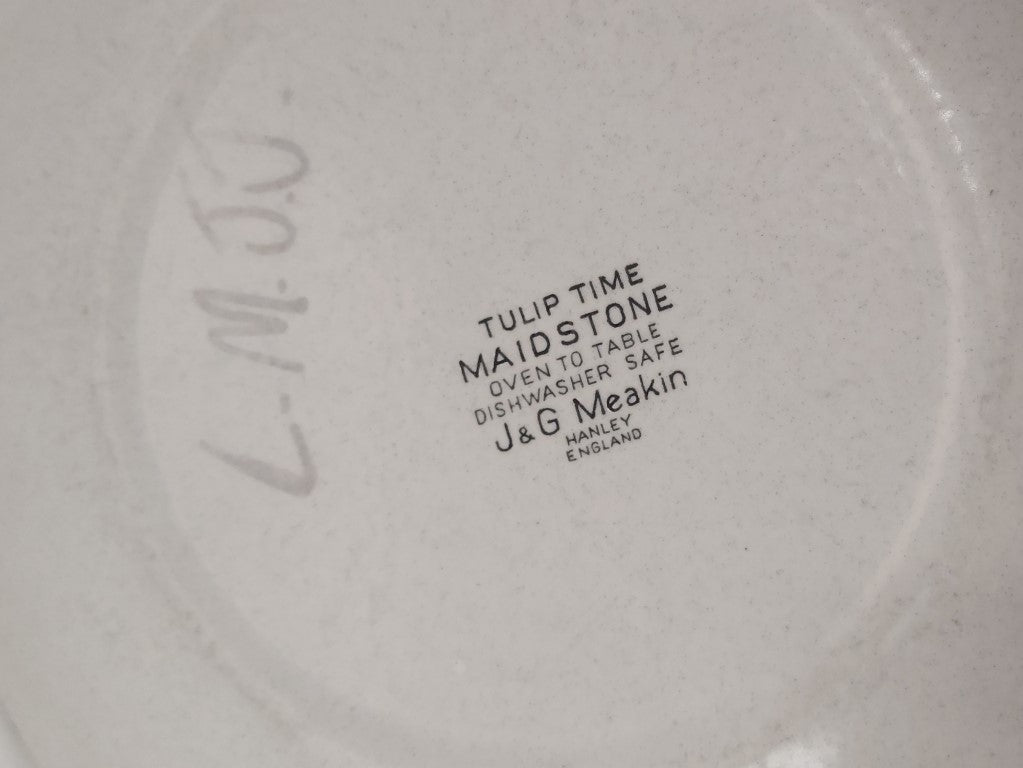 TULIP TIME
MAIDSTONE
OVEN TO TABLE
DISHWASHER SAFE
J&G Meakin
HANLEY
ENGLAND
L-M.J.J.